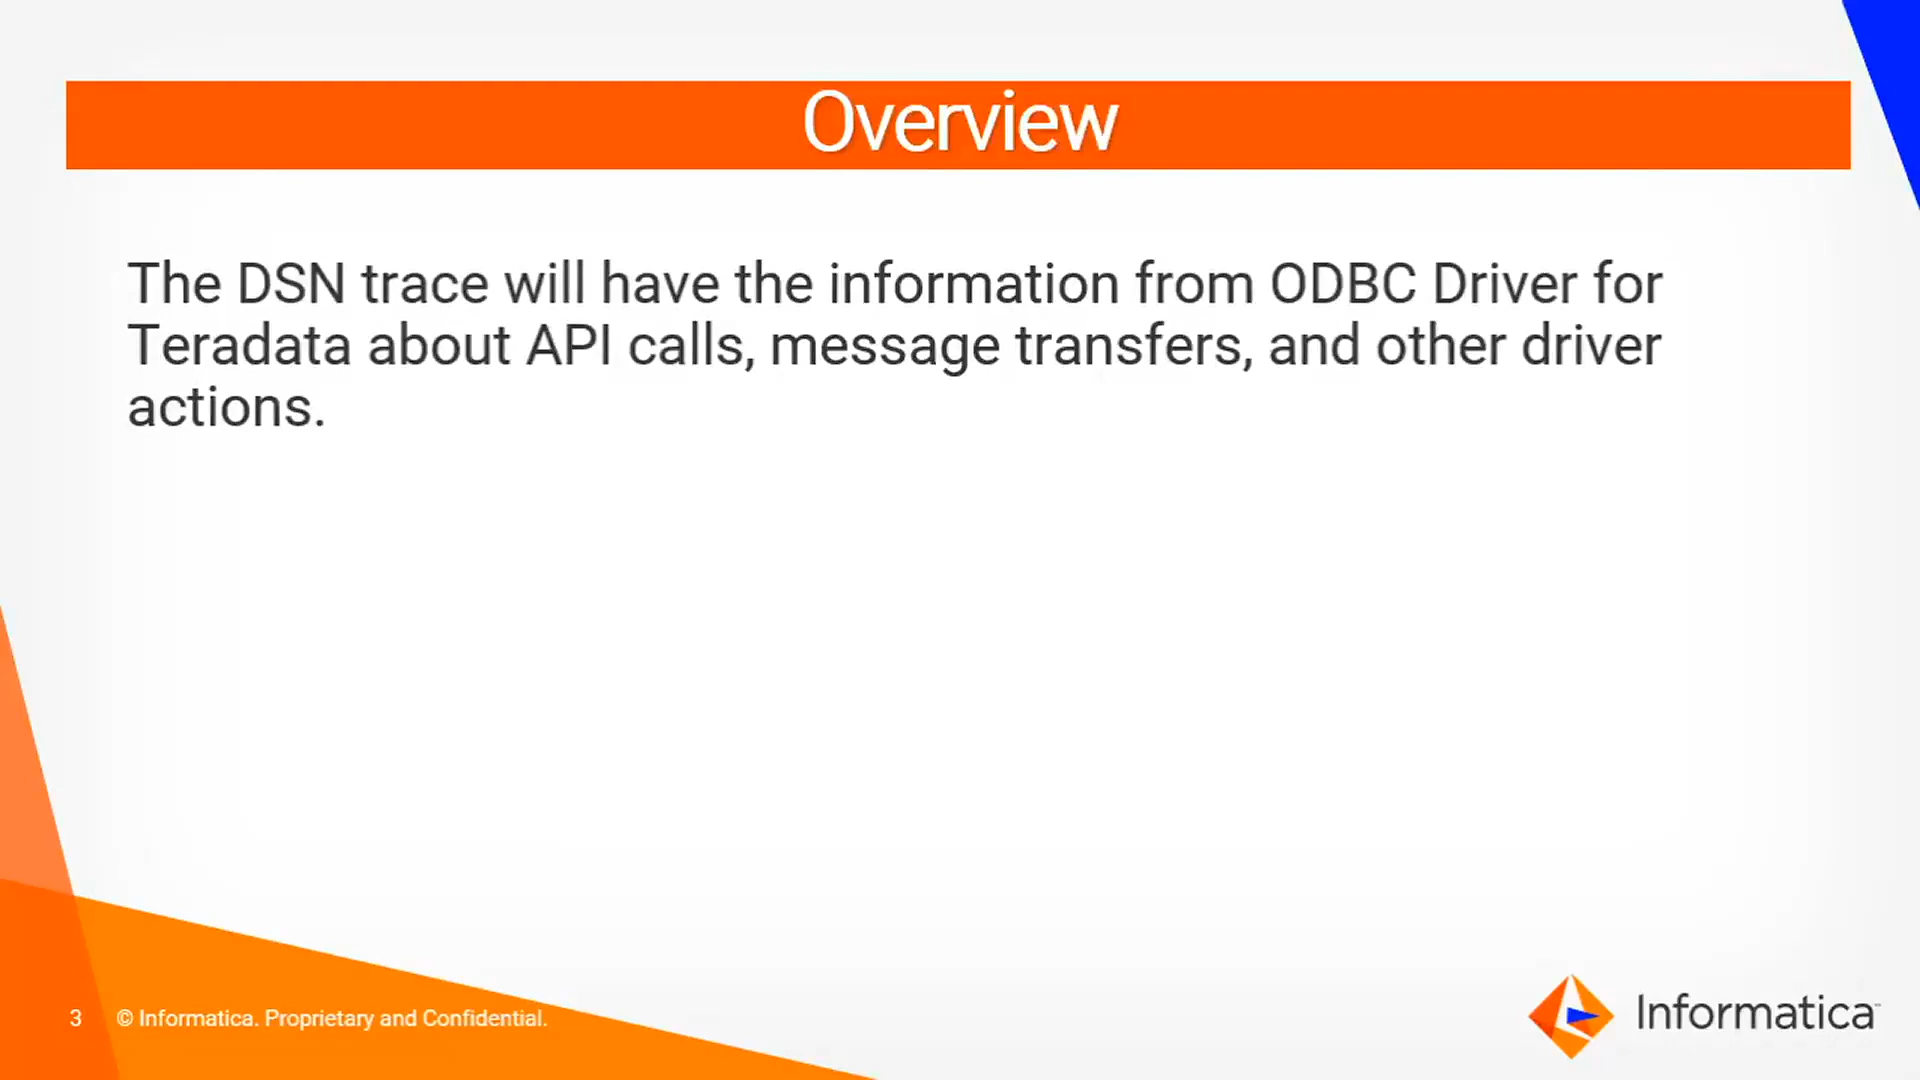 Overview
The DSN trace will have the information from ODBC Driver for
Teradata about API calls, message transfers, and other driver
actions.
3 © Informatica. Proprietary and Confidential.
Informatica